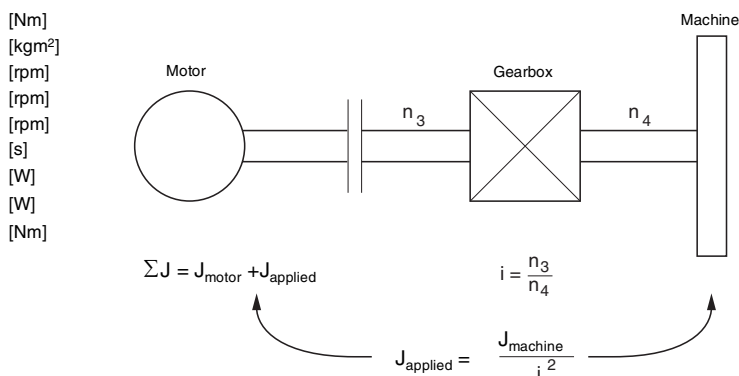 [Nm]
[kgm²]
[rpm]
[rpm]
[rpm]
[s]
[W]
[W]
[Nm]
Machine
Motor
Gearbox
n₃
n₄
ΣJ = J_motor + J_applied
i = n₃/n₄
J_applied = J_machine/i²